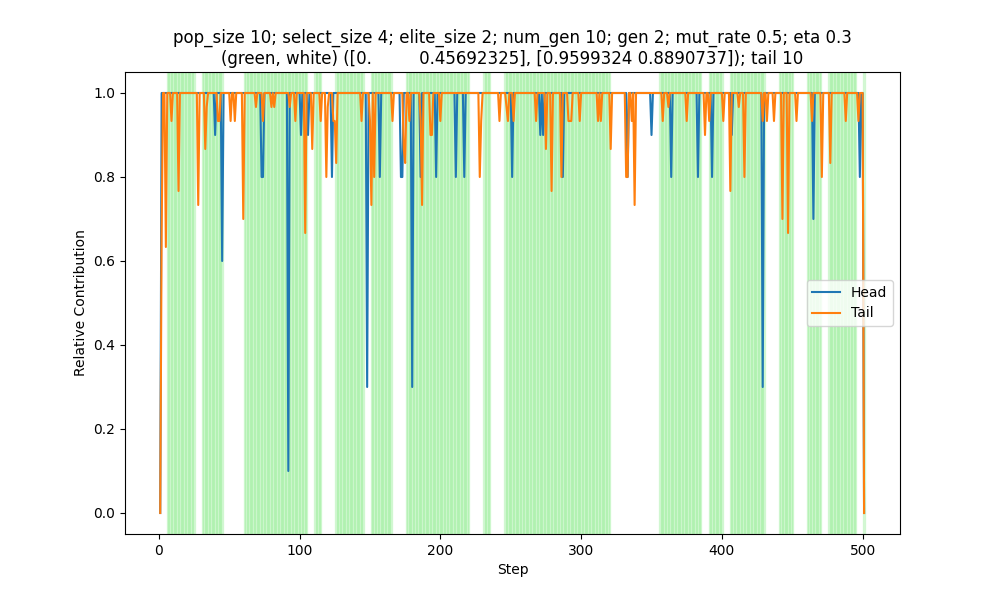 pop_size 10; select_size 4; elite_size 2; num_gen 10; gen 2; mut_rate 0.5; eta 0.3
(green, white) ([0.          0.45692325], [0.9599324 0.8890737]); tail 10
1.0
0.8
0.6
0.4
0.2
0.0
Relative Contribution
Head
Tail
0
100
200
300
400
500
Step